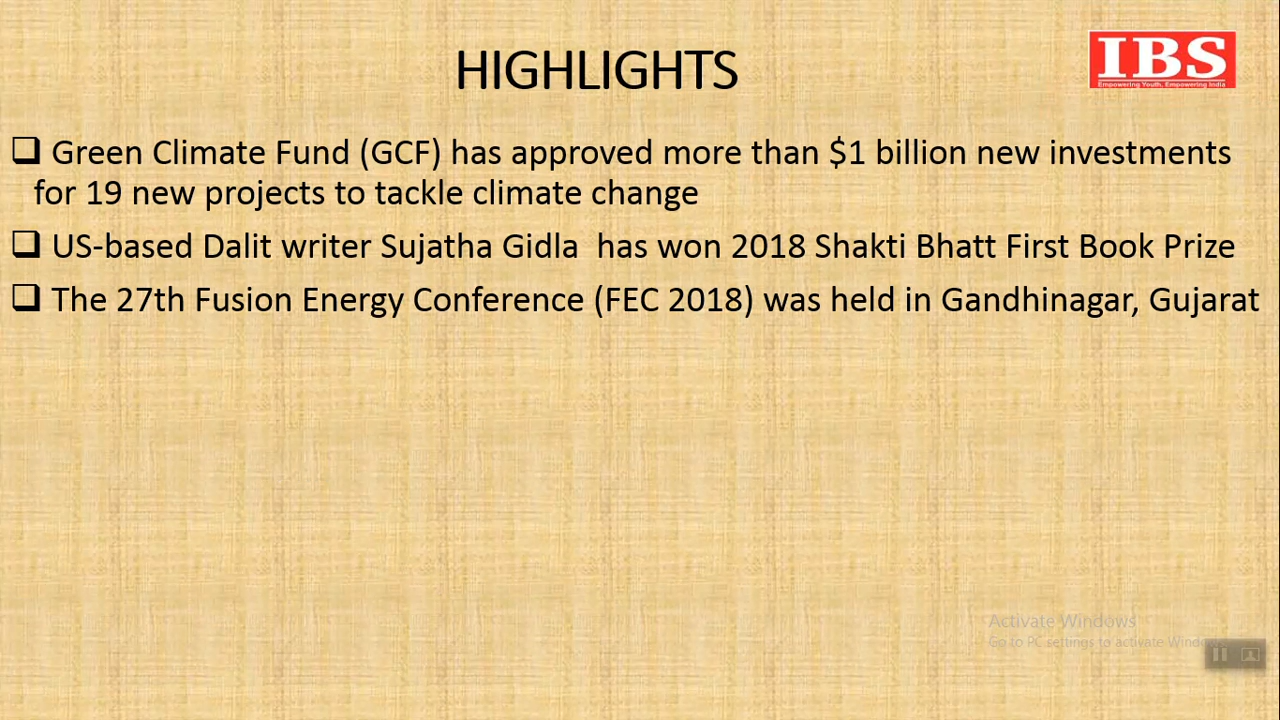 HIGHLIGHTS
IBS
Empowering Youth, Empowering India
Green Climate Fund (GCF) has approved more than $1 billion new investments
for 19 new projects to tackle climate change
US-based Dalit writer Sujatha Gidla has won 2018 Shakti Bhatt First Book Prize
The 27th Fusion Energy Conference (FEC 2018) was held in Gandhinagar, Gujarat
Activate Windows
Go to PC settings to activate